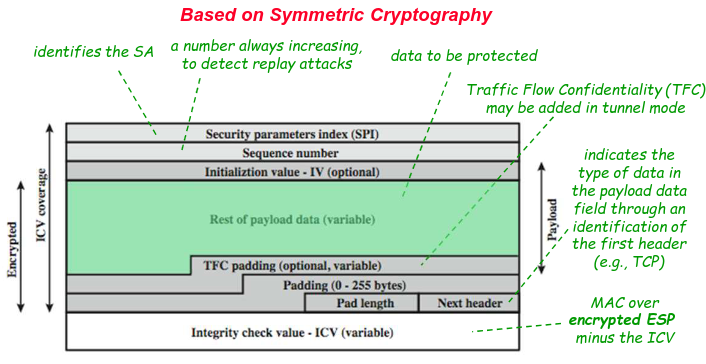 Based on Symmetric Cryptography
identifies the SA
a number always increasing,
to detect replay attacks
data to be protected
Traffic Flow Confidentiality (TFC)
may be added in tunnel mode
Security parameters index (SPI)
Sequence number
Initializtion value - IV (optional)
Rest of payload data (variable)
TFC padding (optional, variable)
Padding (0 - 255 bytes)
Pad length
Next header
Integrity check value - ICV (variable)
Encrypted
ICV coverage
Payload
indicates the
type of data in
the payload data
field through an
identification of
the first header
(e.g., TCP)
MAC over
encrypted ESP
minus the ICV